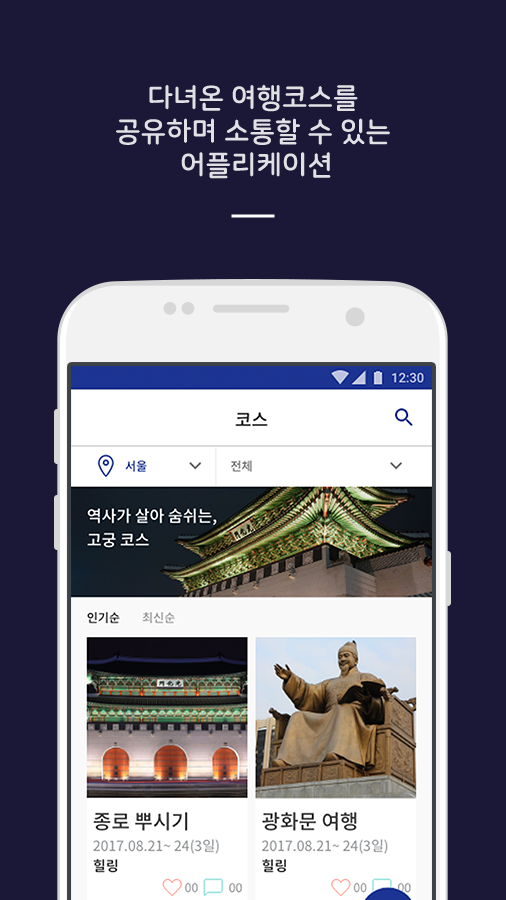 다녀온 여행코스를
공유하며 소통할 수 있는
어플리케이션
12:30
코스
서울
전체
역사가 살아 숨쉬는,
고궁 코스
인기순 최신순
종로 뿌시기
2017.08.21~ 24(3일)
힐링
00 00
광화문 여행
2017.08.21~ 24(3일)
힐링
00 00